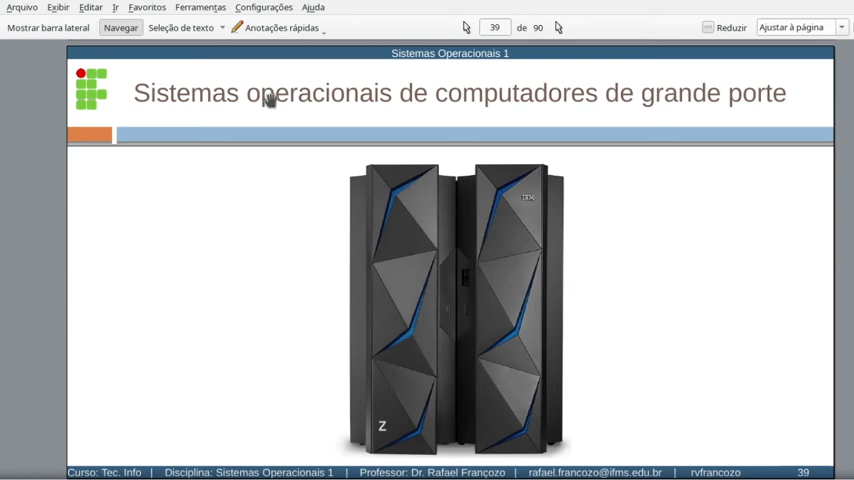 Arquivo Exibir Editar Ir Favoritos Ferramentas Configurações Ajuda
Mostrar barra lateral Navegar Seleção de texto Anotações rápidas 39 de 90 Reduzir Ajustar à página
Sistemas Operacionais 1
Sistemas operacionais de computadores de grande porte
IBM
Z
Curso: Tec. Info | Disciplina: Sistemas Operacionais 1 | Professor: Dr. Rafael Françozo | rafael.francozo@ifms.edu.br | rvfrancozo 39